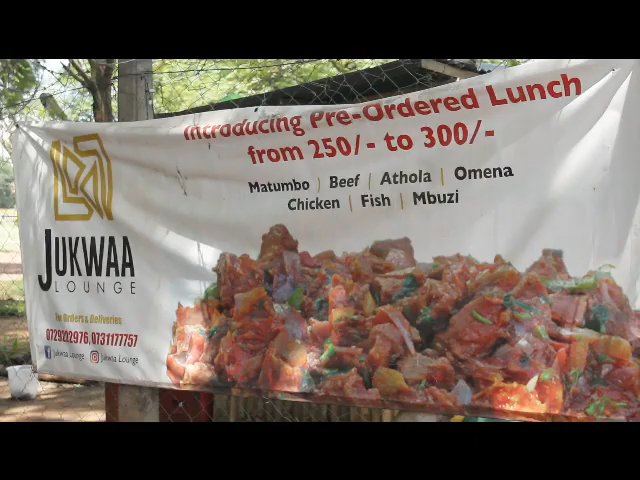 Introducing Pre-Ordered Lunch
from 250/- to 300/-
Matumbo | Beef | Athola | Omena
Chicken | Fish | Mbuzi
JUKWAA
LOUNGE
For Orders & Deliveries
0729222976, 0731177757
Jukwaa Lounge Jukwaa Lounge